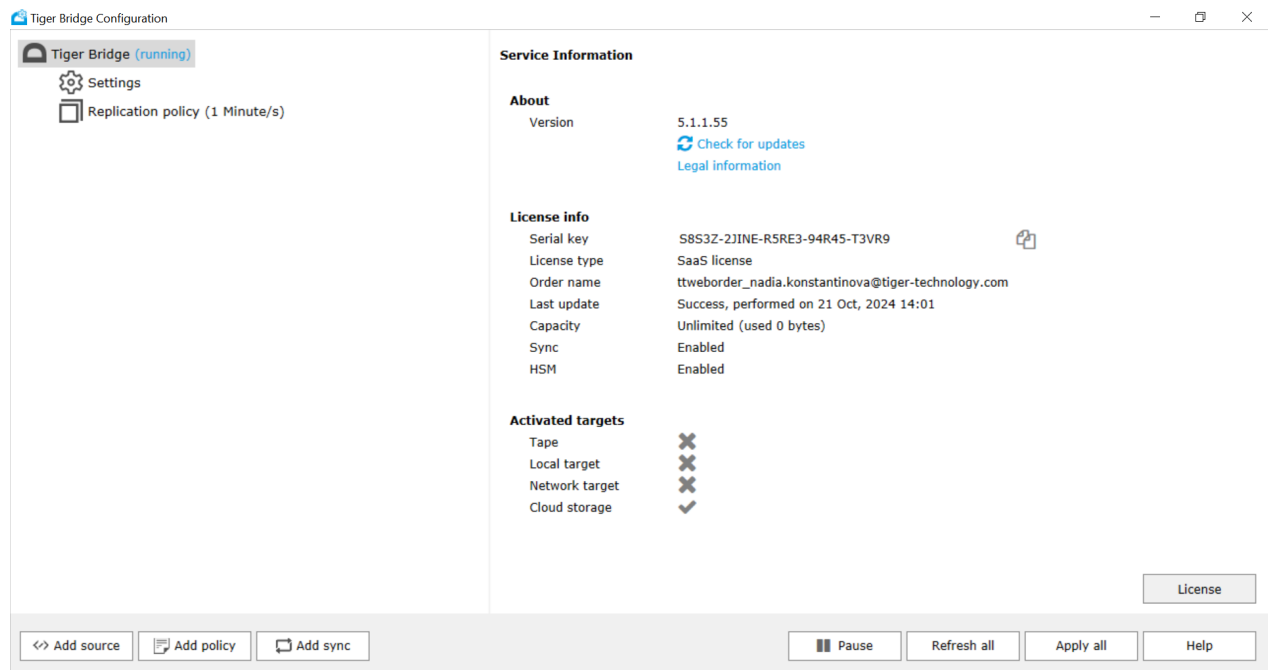 Tiger Bridge Configuration
Tiger Bridge (running)
Settings
Replication policy (1 Minute/s)
Service Information
About
Version 5.1.1.55
Check for updates
Legal information
License info
Serial key S8S3Z-2JINE-R5RE3-94R45-T3VR9
License type SaaS license
Order name ttweborder_nadia.konstantinova@tiger-technology.com
Last update Success, performed on 21 Oct, 2024 14:01
Capacity Unlimited (used 0 bytes)
Sync Enabled
HSM Enabled
Activated targets
Tape
Local target
Network target
Cloud storage
License
Add source Add policy Add sync Pause Refresh all Apply all Help